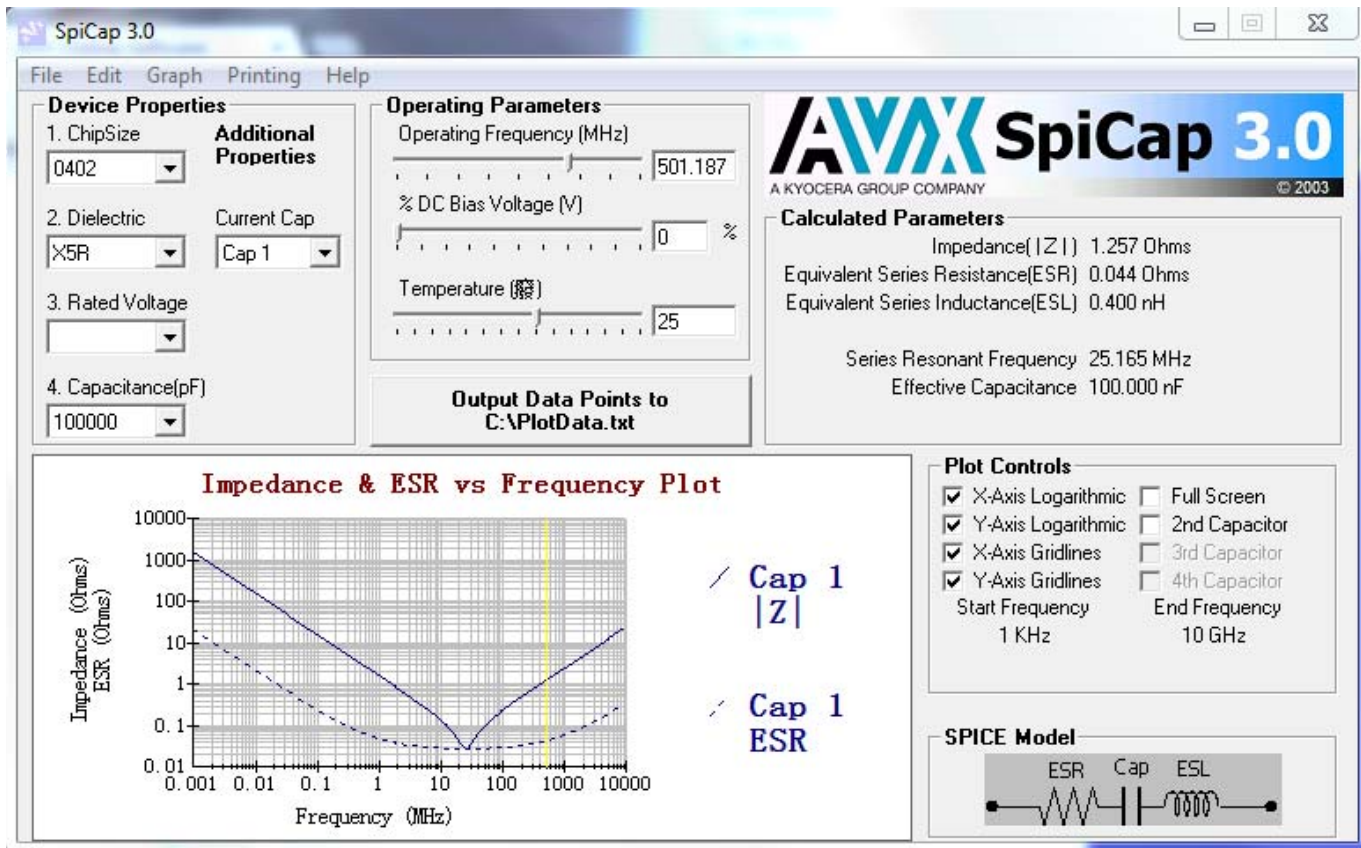 SpiCap 3.0
File Edit Graph Printing Help
Device Properties
1. ChipSize
Additional
Properties
0402
2. Dielectric
Current Cap
X5R
Cap 1
3. Rated Voltage
4. Capacitance(pF)
100000
Operating Parameters
Operating Frequency (MHz)
501.187
% DC Bias Voltage (V)
0 %
Temperature (癈)
25
Output Data Points to
C:\PlotData.txt
AVX SpiCap 3.0
A KYOCERA GROUP COMPANY
© 2003
Calculated Parameters
Impedance(|Z|) 1.257 Ohms
Equivalent Series Resistance(ESR) 0.044 Ohms
Equivalent Series Inductance(ESL) 0.400 nH
Series Resonant Frequency 25.165 MHz
Effective Capacitance 100.000 nF
Impedance & ESR vs Frequency Plot
Impedance (Ohms)
ESR (Ohms)
10000
1000
100
10
1
0.1
0.01
0.001 0.01 0.1 1 10 100 1000 10000
Frequency (MHz)
Cap 1
|Z|
Cap 1
ESR
Plot Controls
X-Axis Logarithmic
Full Screen
Y-Axis Logarithmic
2nd Capacitor
X-Axis Gridlines
3rd Capacitor
Y-Axis Gridlines
4th Capacitor
Start Frequency
End Frequency
1 KHz
10 GHz
SPICE Model
ESR Cap ESL